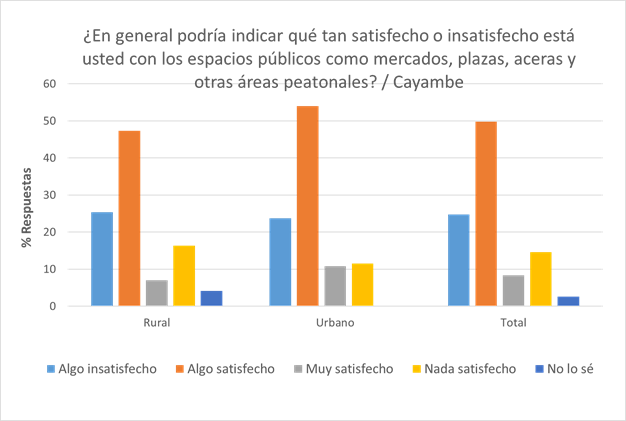 ¿En general podría indicar qué tan satisfecho o insatisfecho está
usted con los espacios públicos como mercados, plazas, aceras y
otras áreas peatonales? / Cayambe
60
50
40
30
20
10
0
% Respuestas
Rural Urbano Total
Algo insatisfecho Algo satisfecho Muy satisfecho Nada satisfecho No lo sé